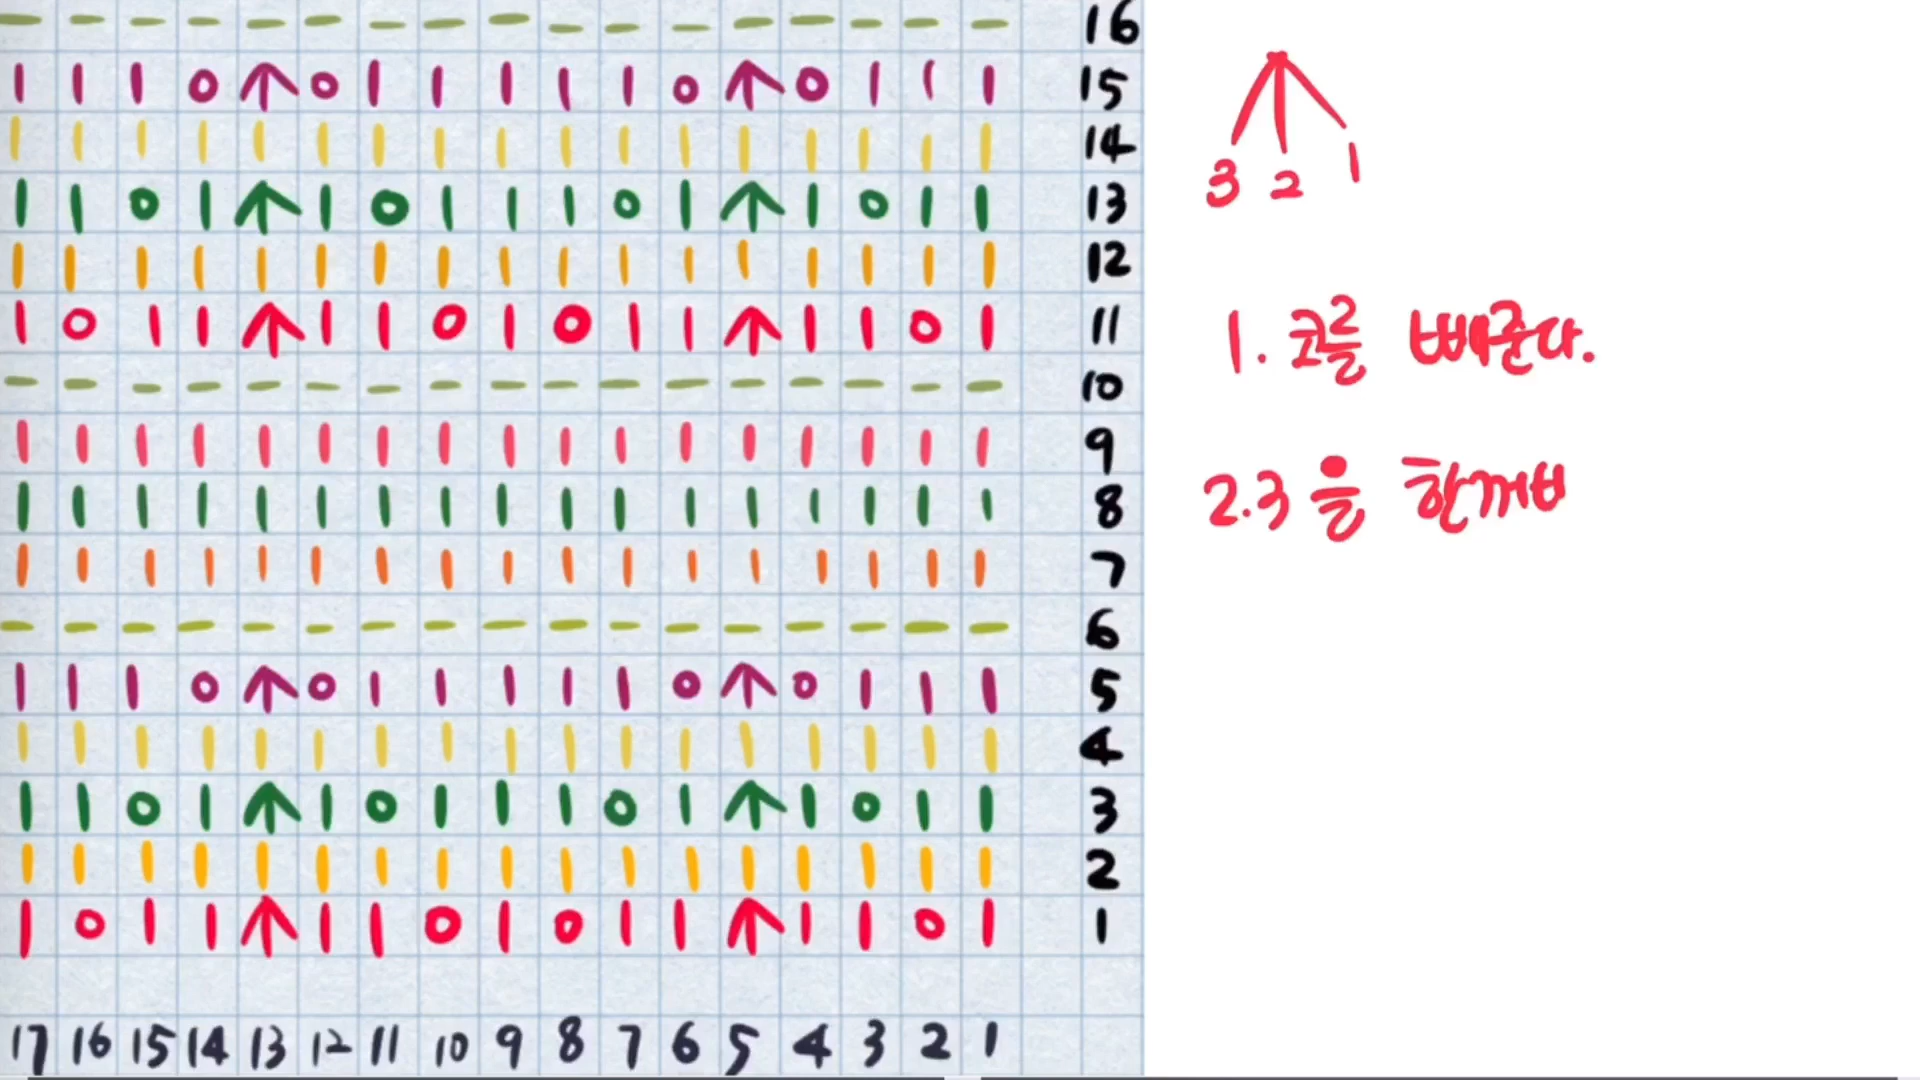 — — — — — — — — — — — — — — — — — 16
| | | o ↑ o | | | | | o ↑ o | | | 15
| | | | | | | | | | | | | | | | | 14
| | o | ↑ | o | | | o | ↑ | o | | 13
| | | | | | | | | | | | | | | | | 12
| o | | ↑ | | o | o | | ↑ | | o | 11
— — — — — — — — — — — — — — — — — 10
| | | | | | | | | | | | | | | | | 9
| | | | | | | | | | | | | | | | | 8
| | | | | | | | | | | | | | | | | 7
— — — — — — — — — — — — — — — — — 6
| | | o ↑ o | | | | | o ↑ o | | | 5
| | | | | | | | | | | | | | | | | 4
| | o | ↑ | o | | | o | ↑ | o | | 3
| | | | | | | | | | | | | | | | | 2
| o | | ↑ | | o | o | | ↑ | | o | 1
17 16 15 14 13 12 11 10 9 8 7 6 5 4 3 2 1
3 2 1
1. 코를 빼준다.
2.3을 한꺼버